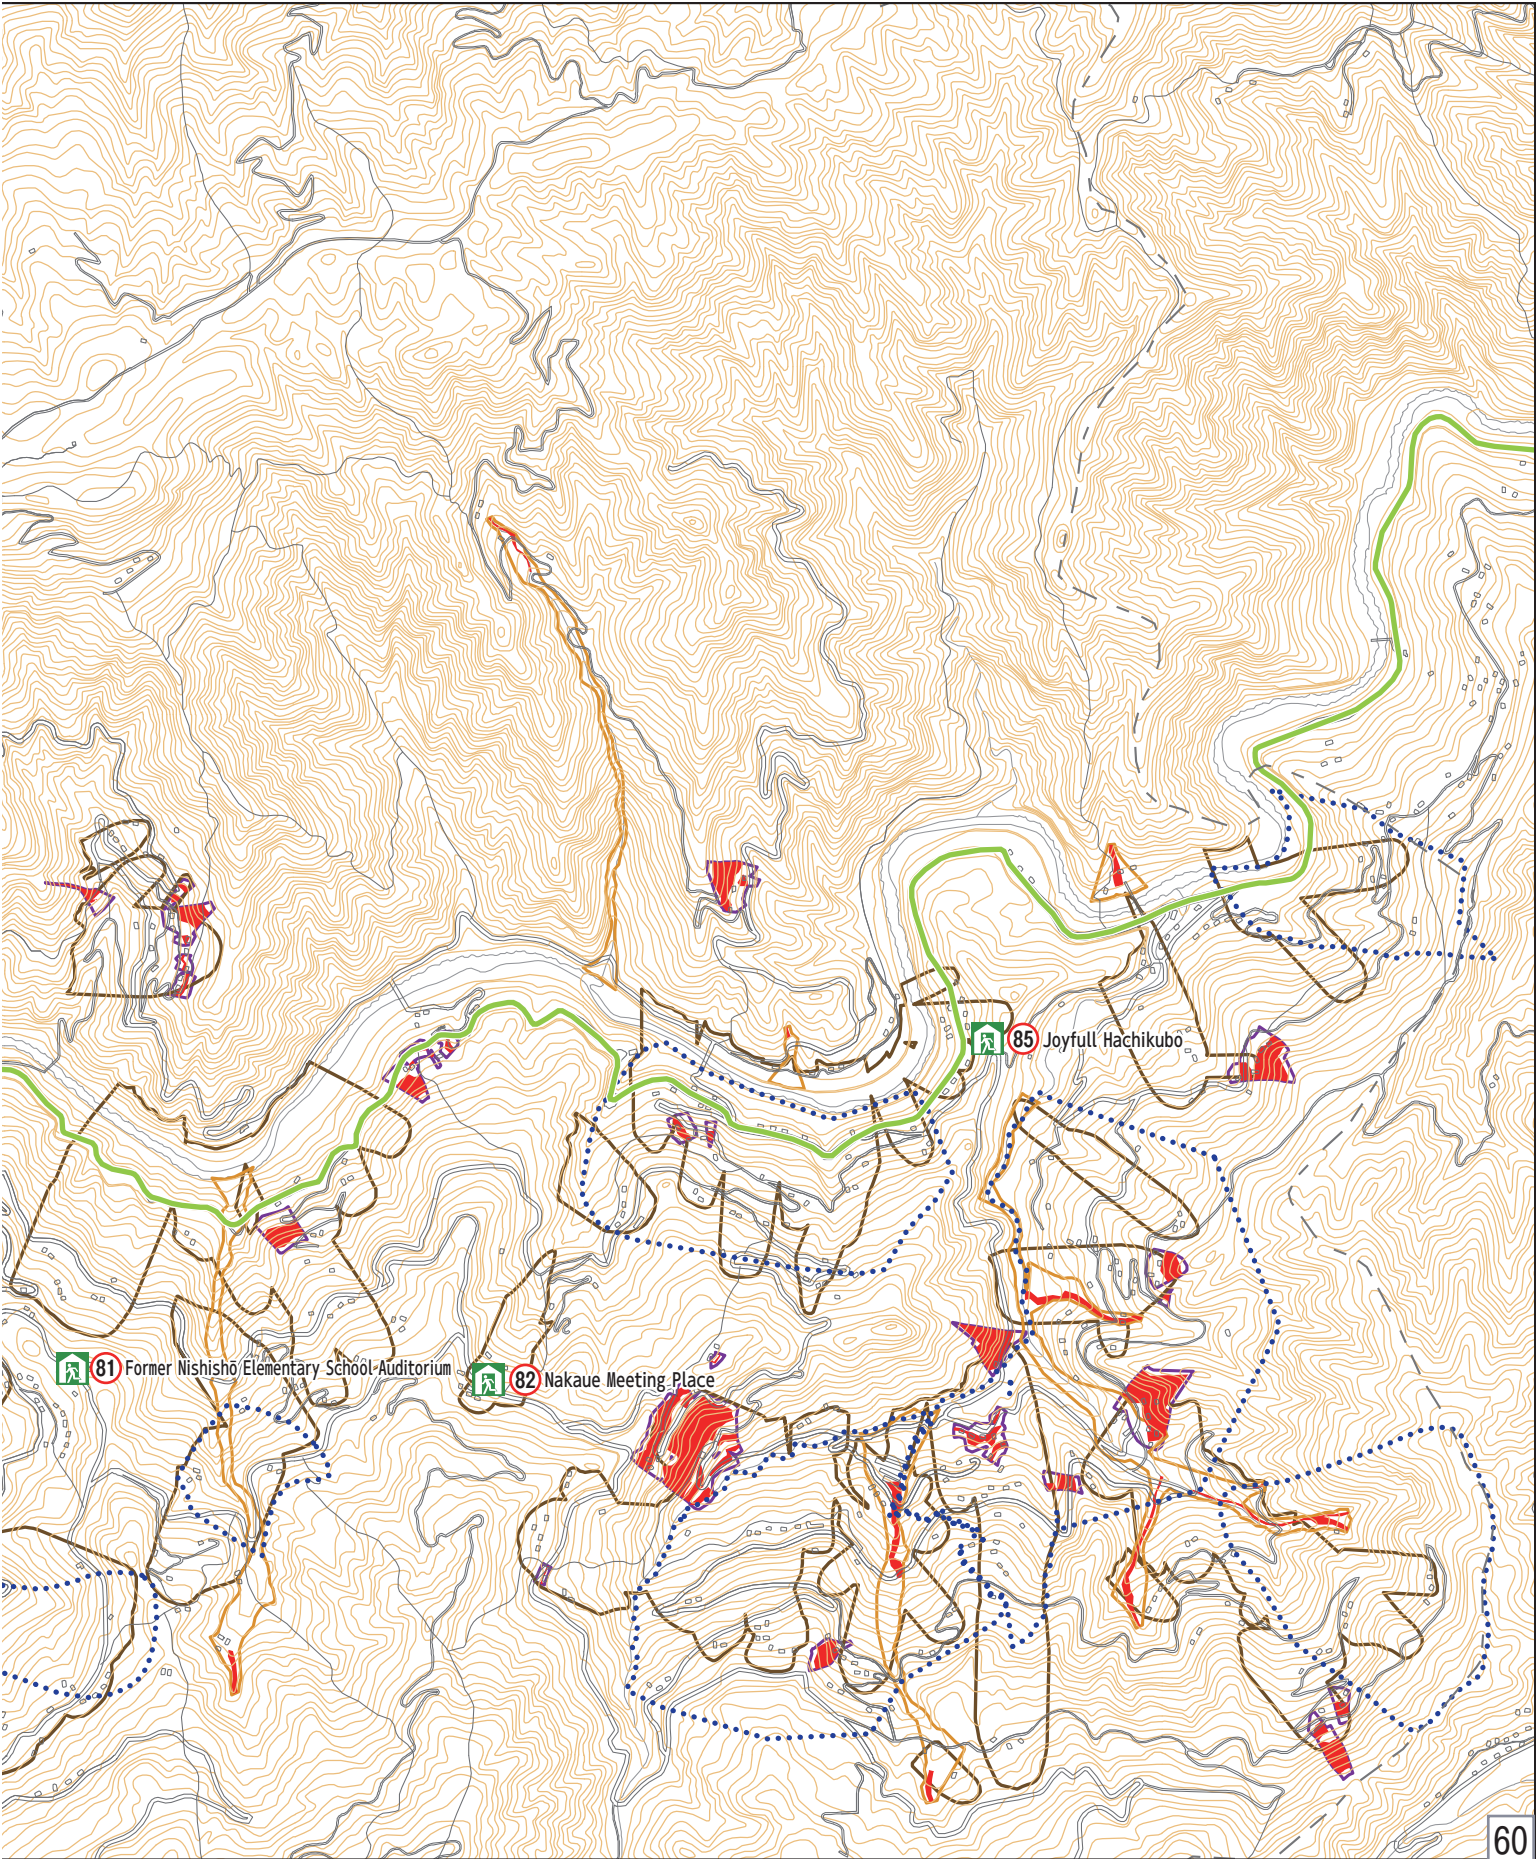 85 Joyfull Hachikubo
81 Former Nishishō Elementary School Auditorium
82 Nakaue Meeting Place
60